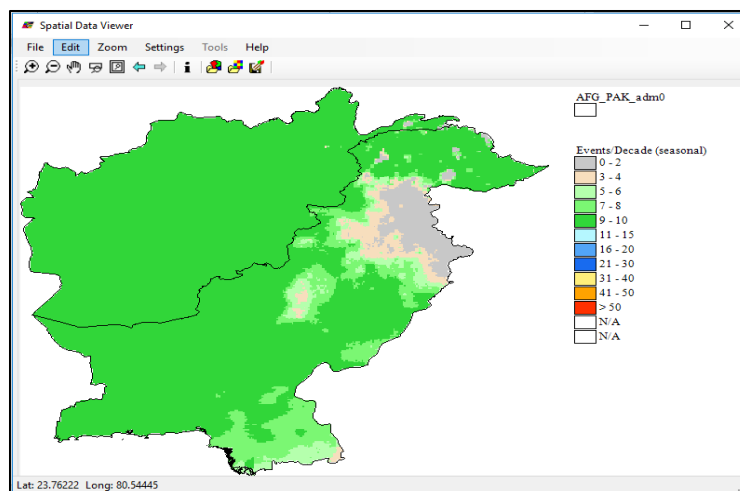 Spatial Data Viewer
File Edit Zoom Settings Tools Help
AFG_PAK_adm0
Events/Decade (seasonal)
0 - 2
3 - 4
5 - 6
7 - 8
9 - 10
11 - 15
16 - 20
21 - 30
31 - 40
41 - 50
> 50
N/A
N/A
Lat: 23.76222 Long: 80.54445